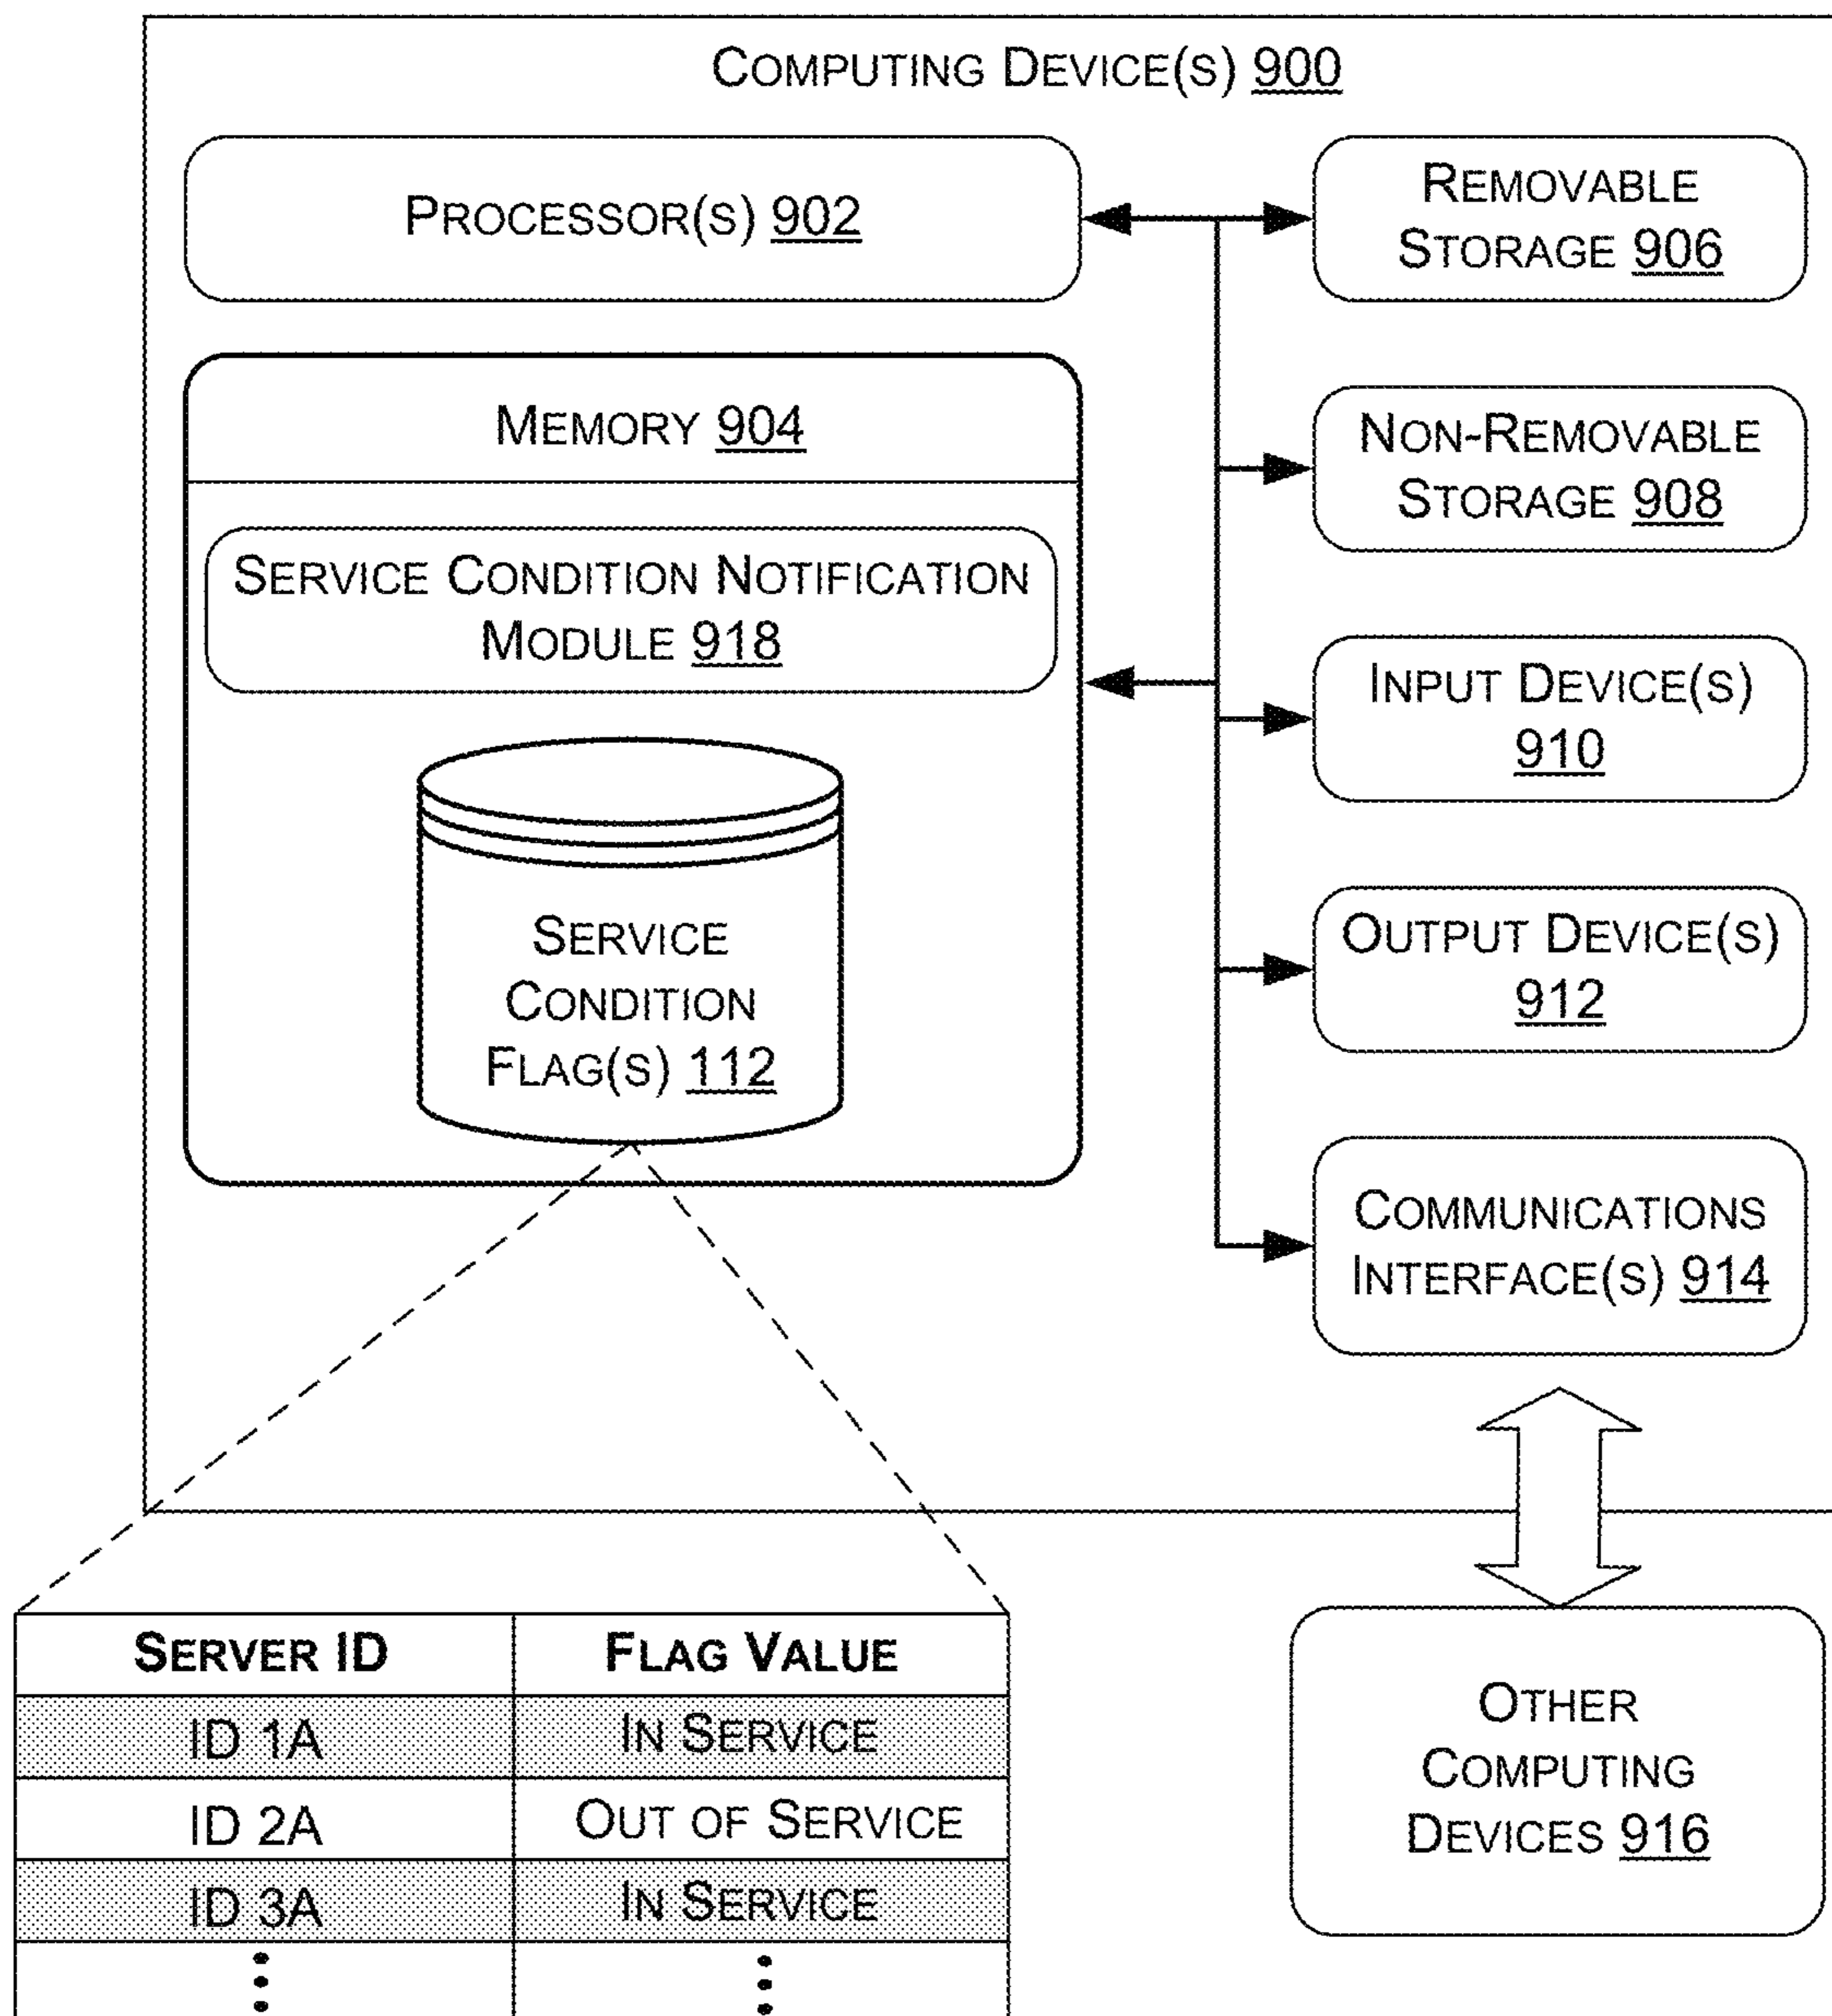 COMPUTING DEVICE(S) 900
PROCESSOR(S) 902
REMOVABLE
STORAGE 906
MEMORY 904
NON-REMOVABLE
STORAGE 908
SERVICE CONDITION NOTIFICATION
MODULE 918
INPUT DEVICE(S)
910
SERVICE
CONDITION
FLAG(S) 112
OUTPUT DEVICE(S)
912
COMMUNICATIONS
INTERFACE(S) 914
SERVER ID FLAG VALUE
ID 1A IN SERVICE
ID 2A OUT OF SERVICE
ID 3A IN SERVICE
OTHER
COMPUTING
DEVICES 916